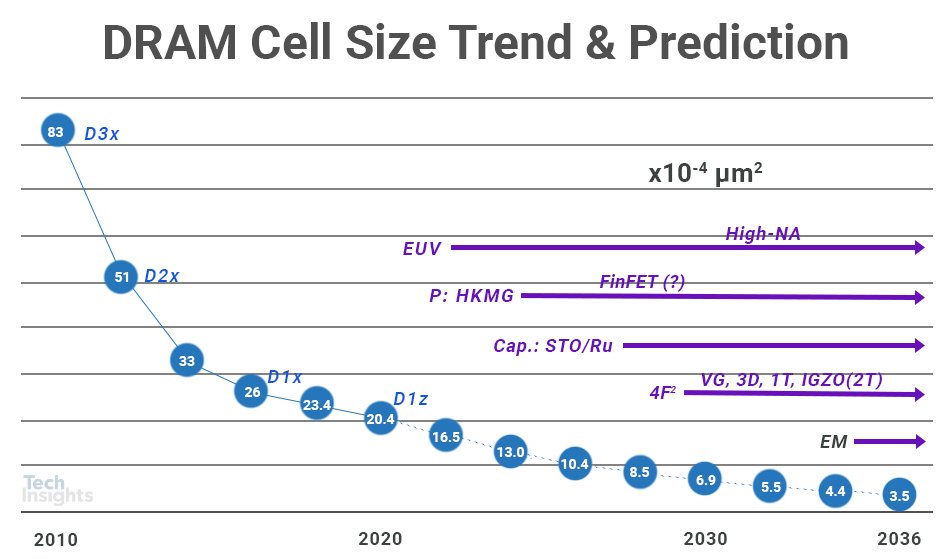 DRAM Cell Size Trend & Prediction
83
D3x
x10⁻⁴ µm²
High-NA
EUV
51
D2x
FinFET (?)
P: HKMG
Cap.: STO/Ru
33
D1x
VG, 3D, 1T, IGZO(2T)
4F²
26
23.4
D1z
20.4
16.5
EM
13.0
10.4
8.5
6.9
5.5
4.4
3.5
Tech
Insights
2010
2020
2030
2036